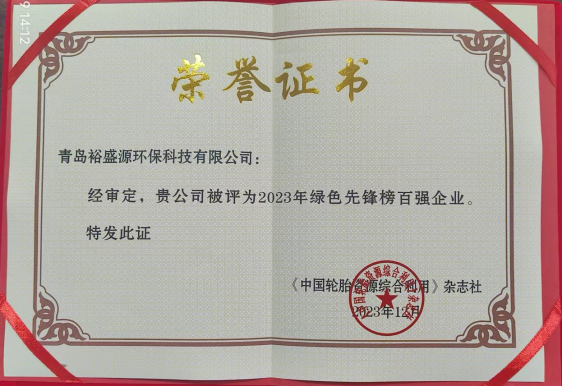 9:14:12
荣誉证书
青岛裕盛源环保科技有限公司：
经审定，贵公司被评为2023年绿色先锋榜百强企业。
特发此证
《中国轮胎资源综合利用》杂志社
2023年12月